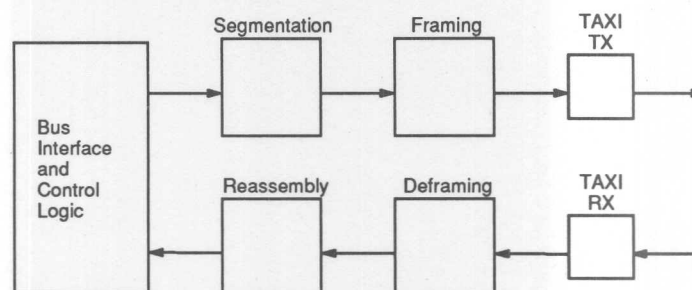 Segmentation
Framing
TAXI
TX
Bus
Interface
and
Control
Logic
Reassembly
Deframing
TAXI
RX